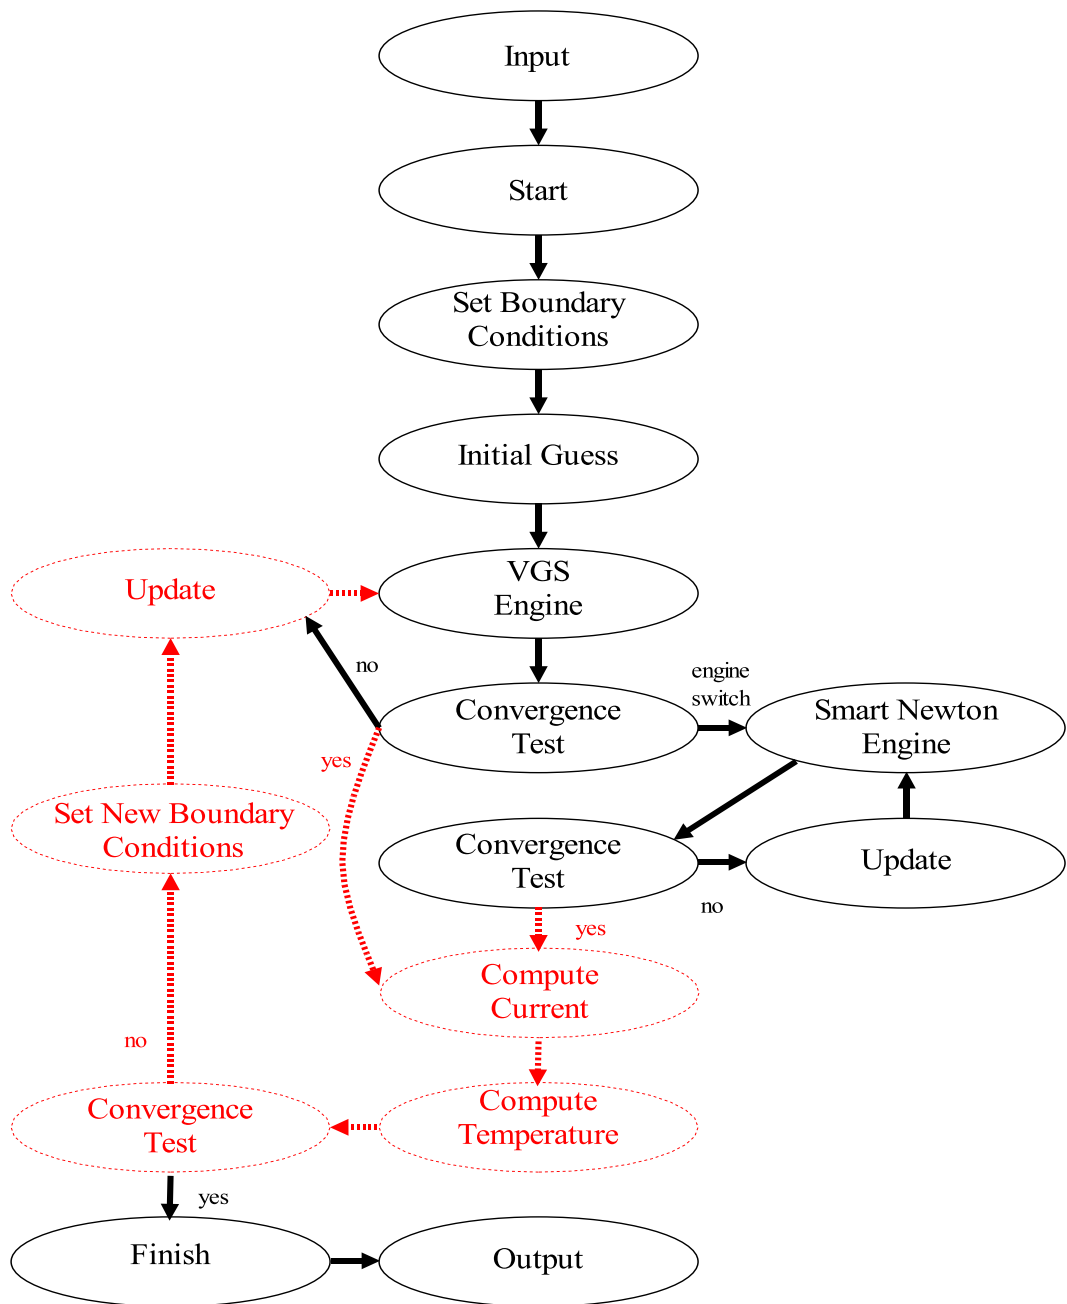 Input
Start
Set Boundary
Conditions
Initial Guess
Update
VGS
Engine
no
engine
switch
Convergence
Test
Smart Newton
Engine
yes
Set New Boundary
Conditions
Convergence
Test
Update
no
yes
Compute
Current
no
Convergence
Test
Compute
Temperature
yes
Finish
Output